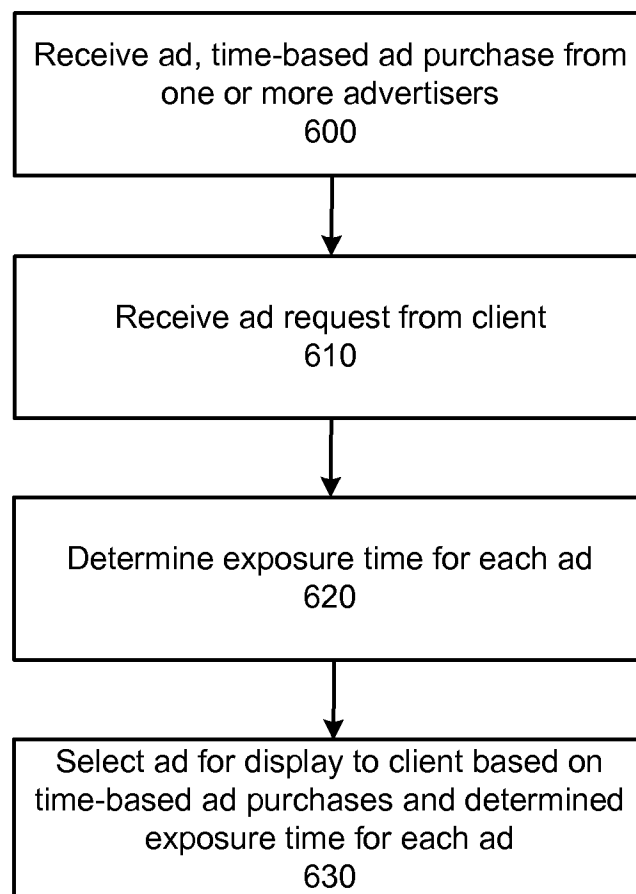 Receive ad, time-based ad purchase from
one or more advertisers
600
Receive ad request from client
610
Determine exposure time for each ad
620
Select ad for display to client based on
time-based ad purchases and determined
exposure time for each ad
630